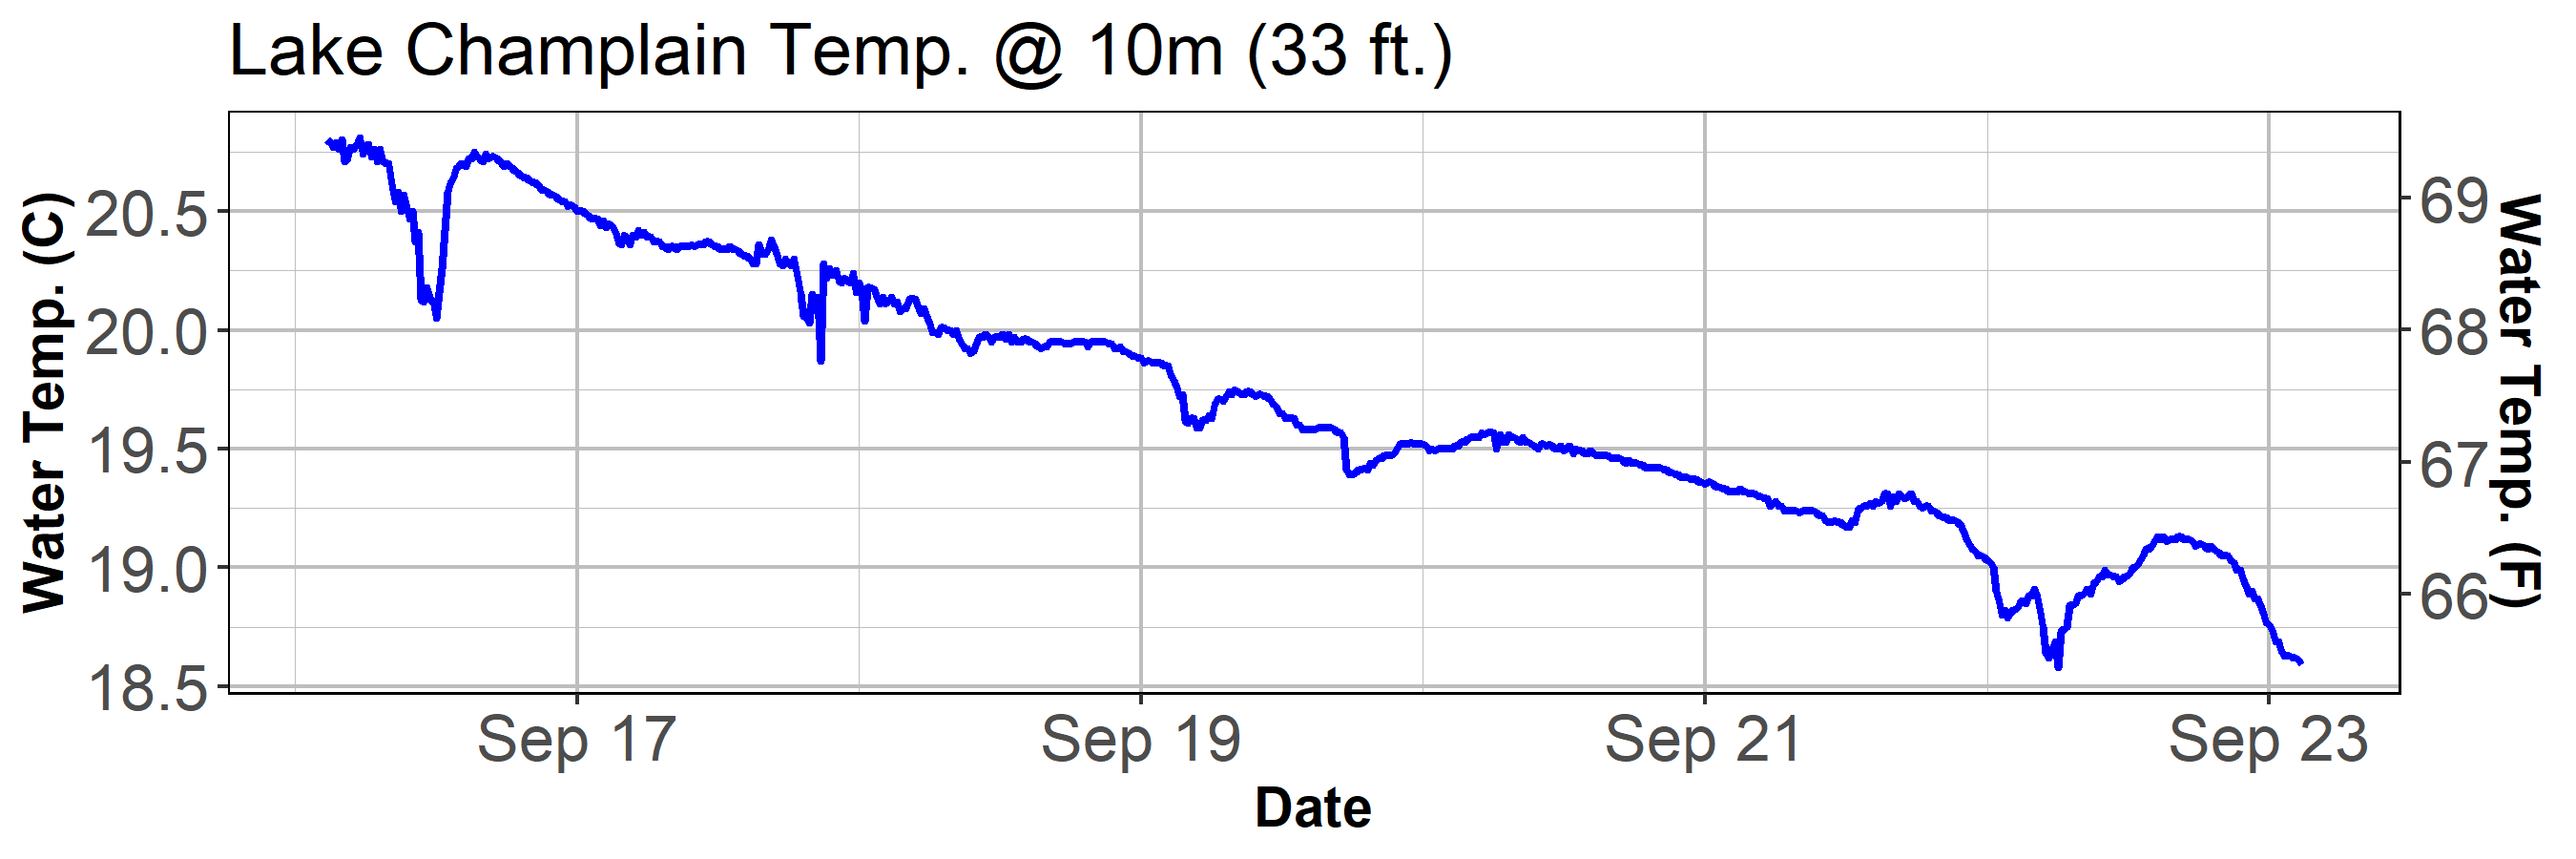 Lake Champlain Temp. @ 10m (33 ft.)
Water Temp. (C)
20.5
20.0
19.5
19.0
18.5
69
68
67
66
Water Temp. (F)
Sep 17
Sep 19
Sep 21
Sep 23
Date